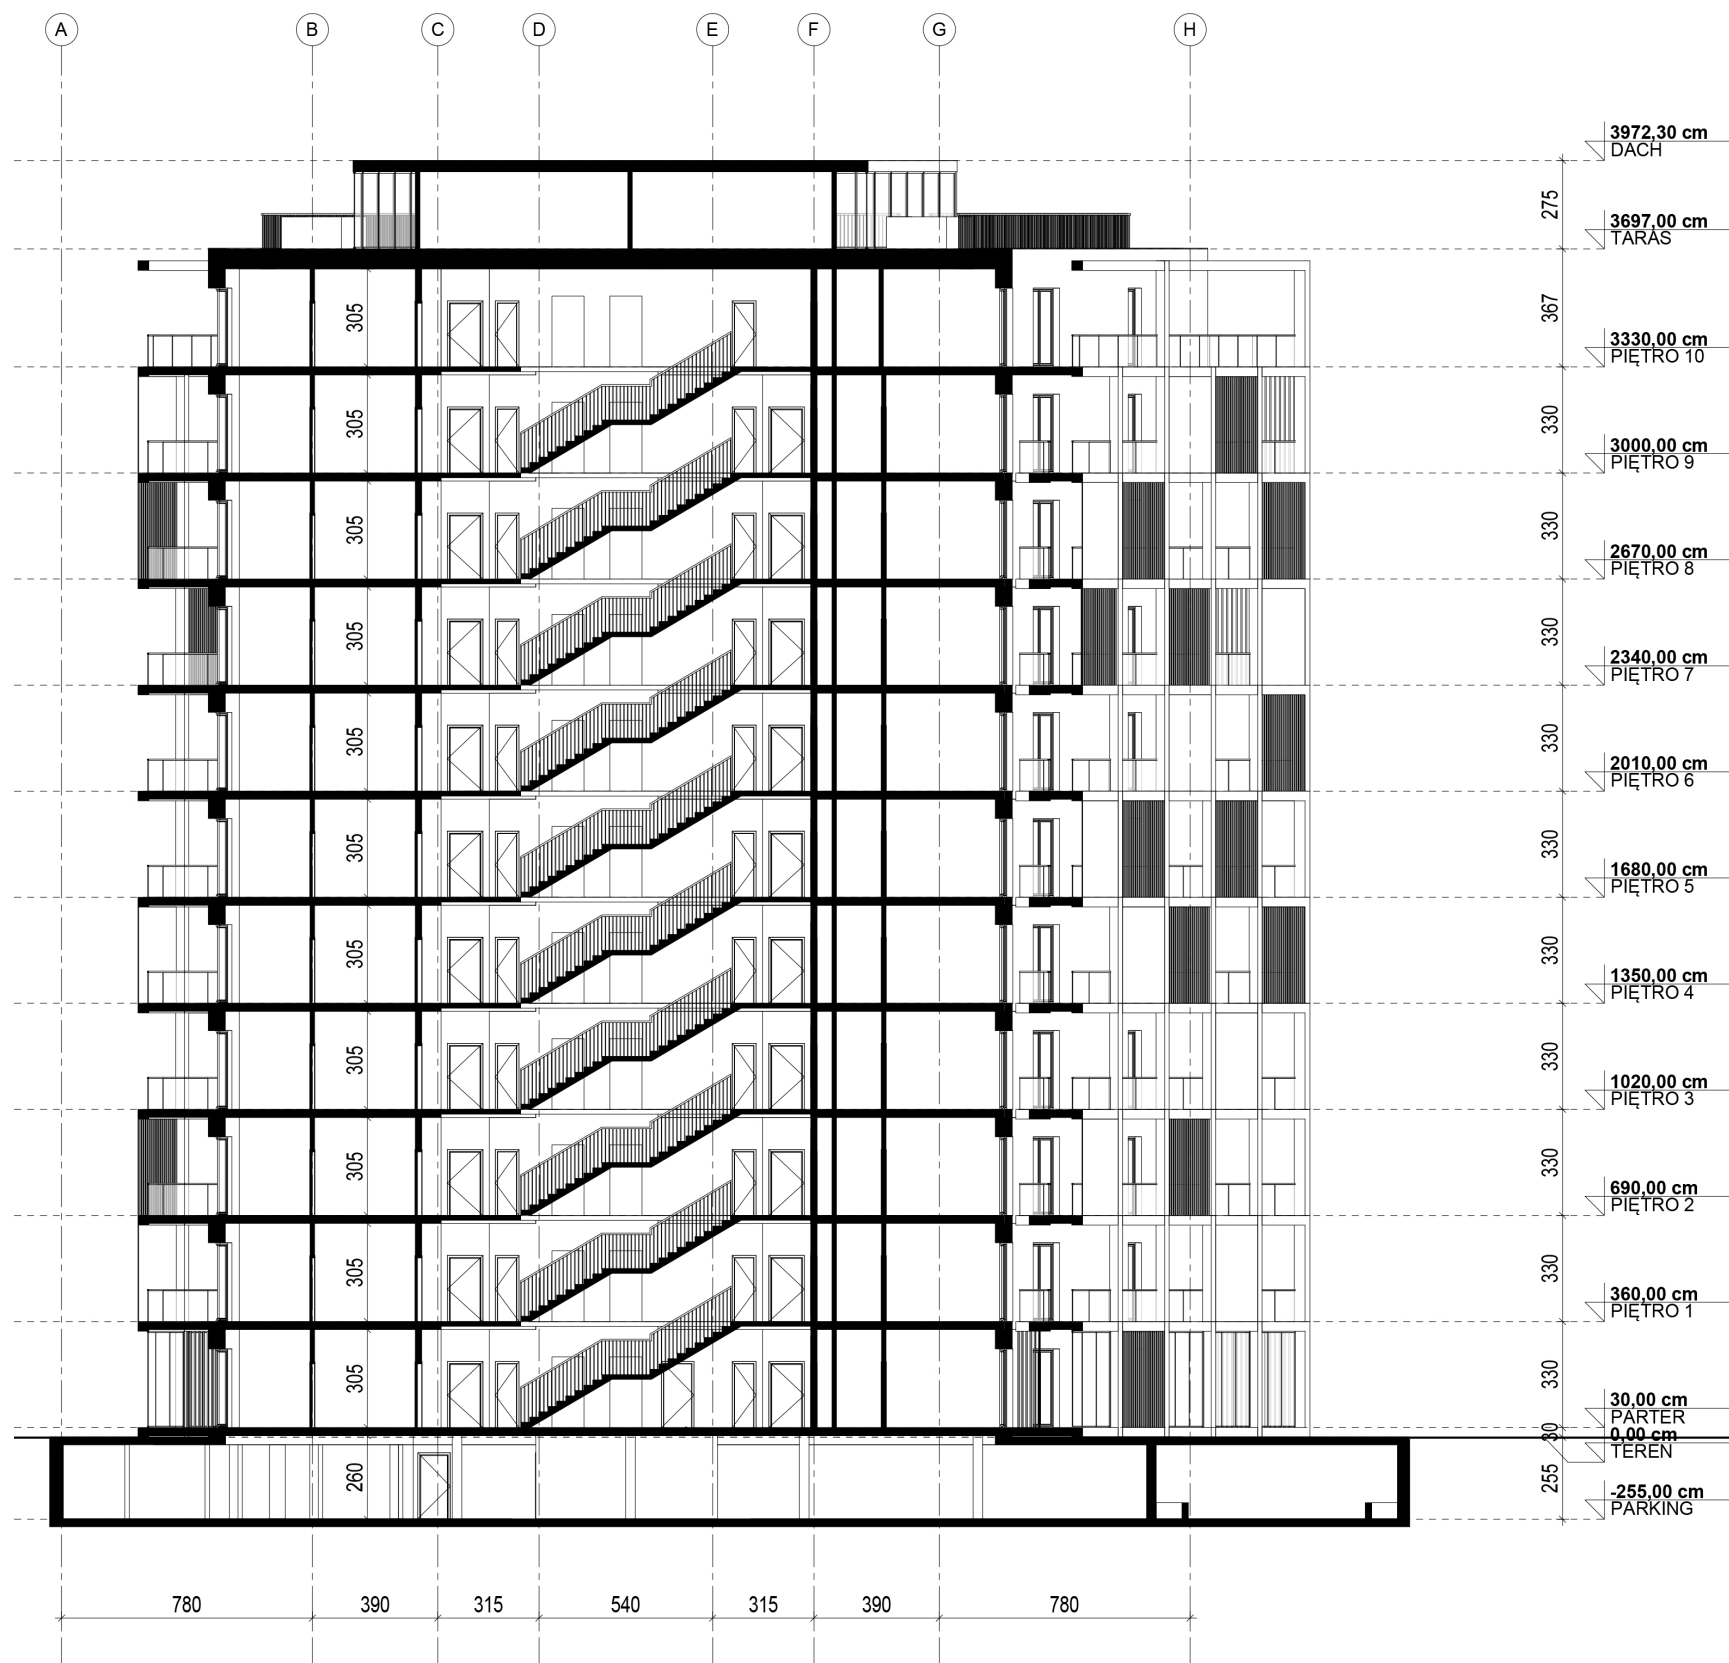 A B C D E F G H
3972,30 cm
DACH
275
3697,00 cm
TARAS
305
367
3330,00 cm
PIĘTRO 10
305
330
3000,00 cm
PIĘTRO 9
305
330
2670,00 cm
PIĘTRO 8
305
330
2340,00 cm
PIĘTRO 7
305
330
2010,00 cm
PIĘTRO 6
305
330
1680,00 cm
PIĘTRO 5
305
330
1350,00 cm
PIĘTRO 4
305
330
1020,00 cm
PIĘTRO 3
305
330
690,00 cm
PIĘTRO 2
305
330
360,00 cm
PIĘTRO 1
305
330
30,00 cm
PARTER
30
0,00 cm
TEREN
260
255
-255,00 cm
PARKING
780 390 315 540 315 390 780